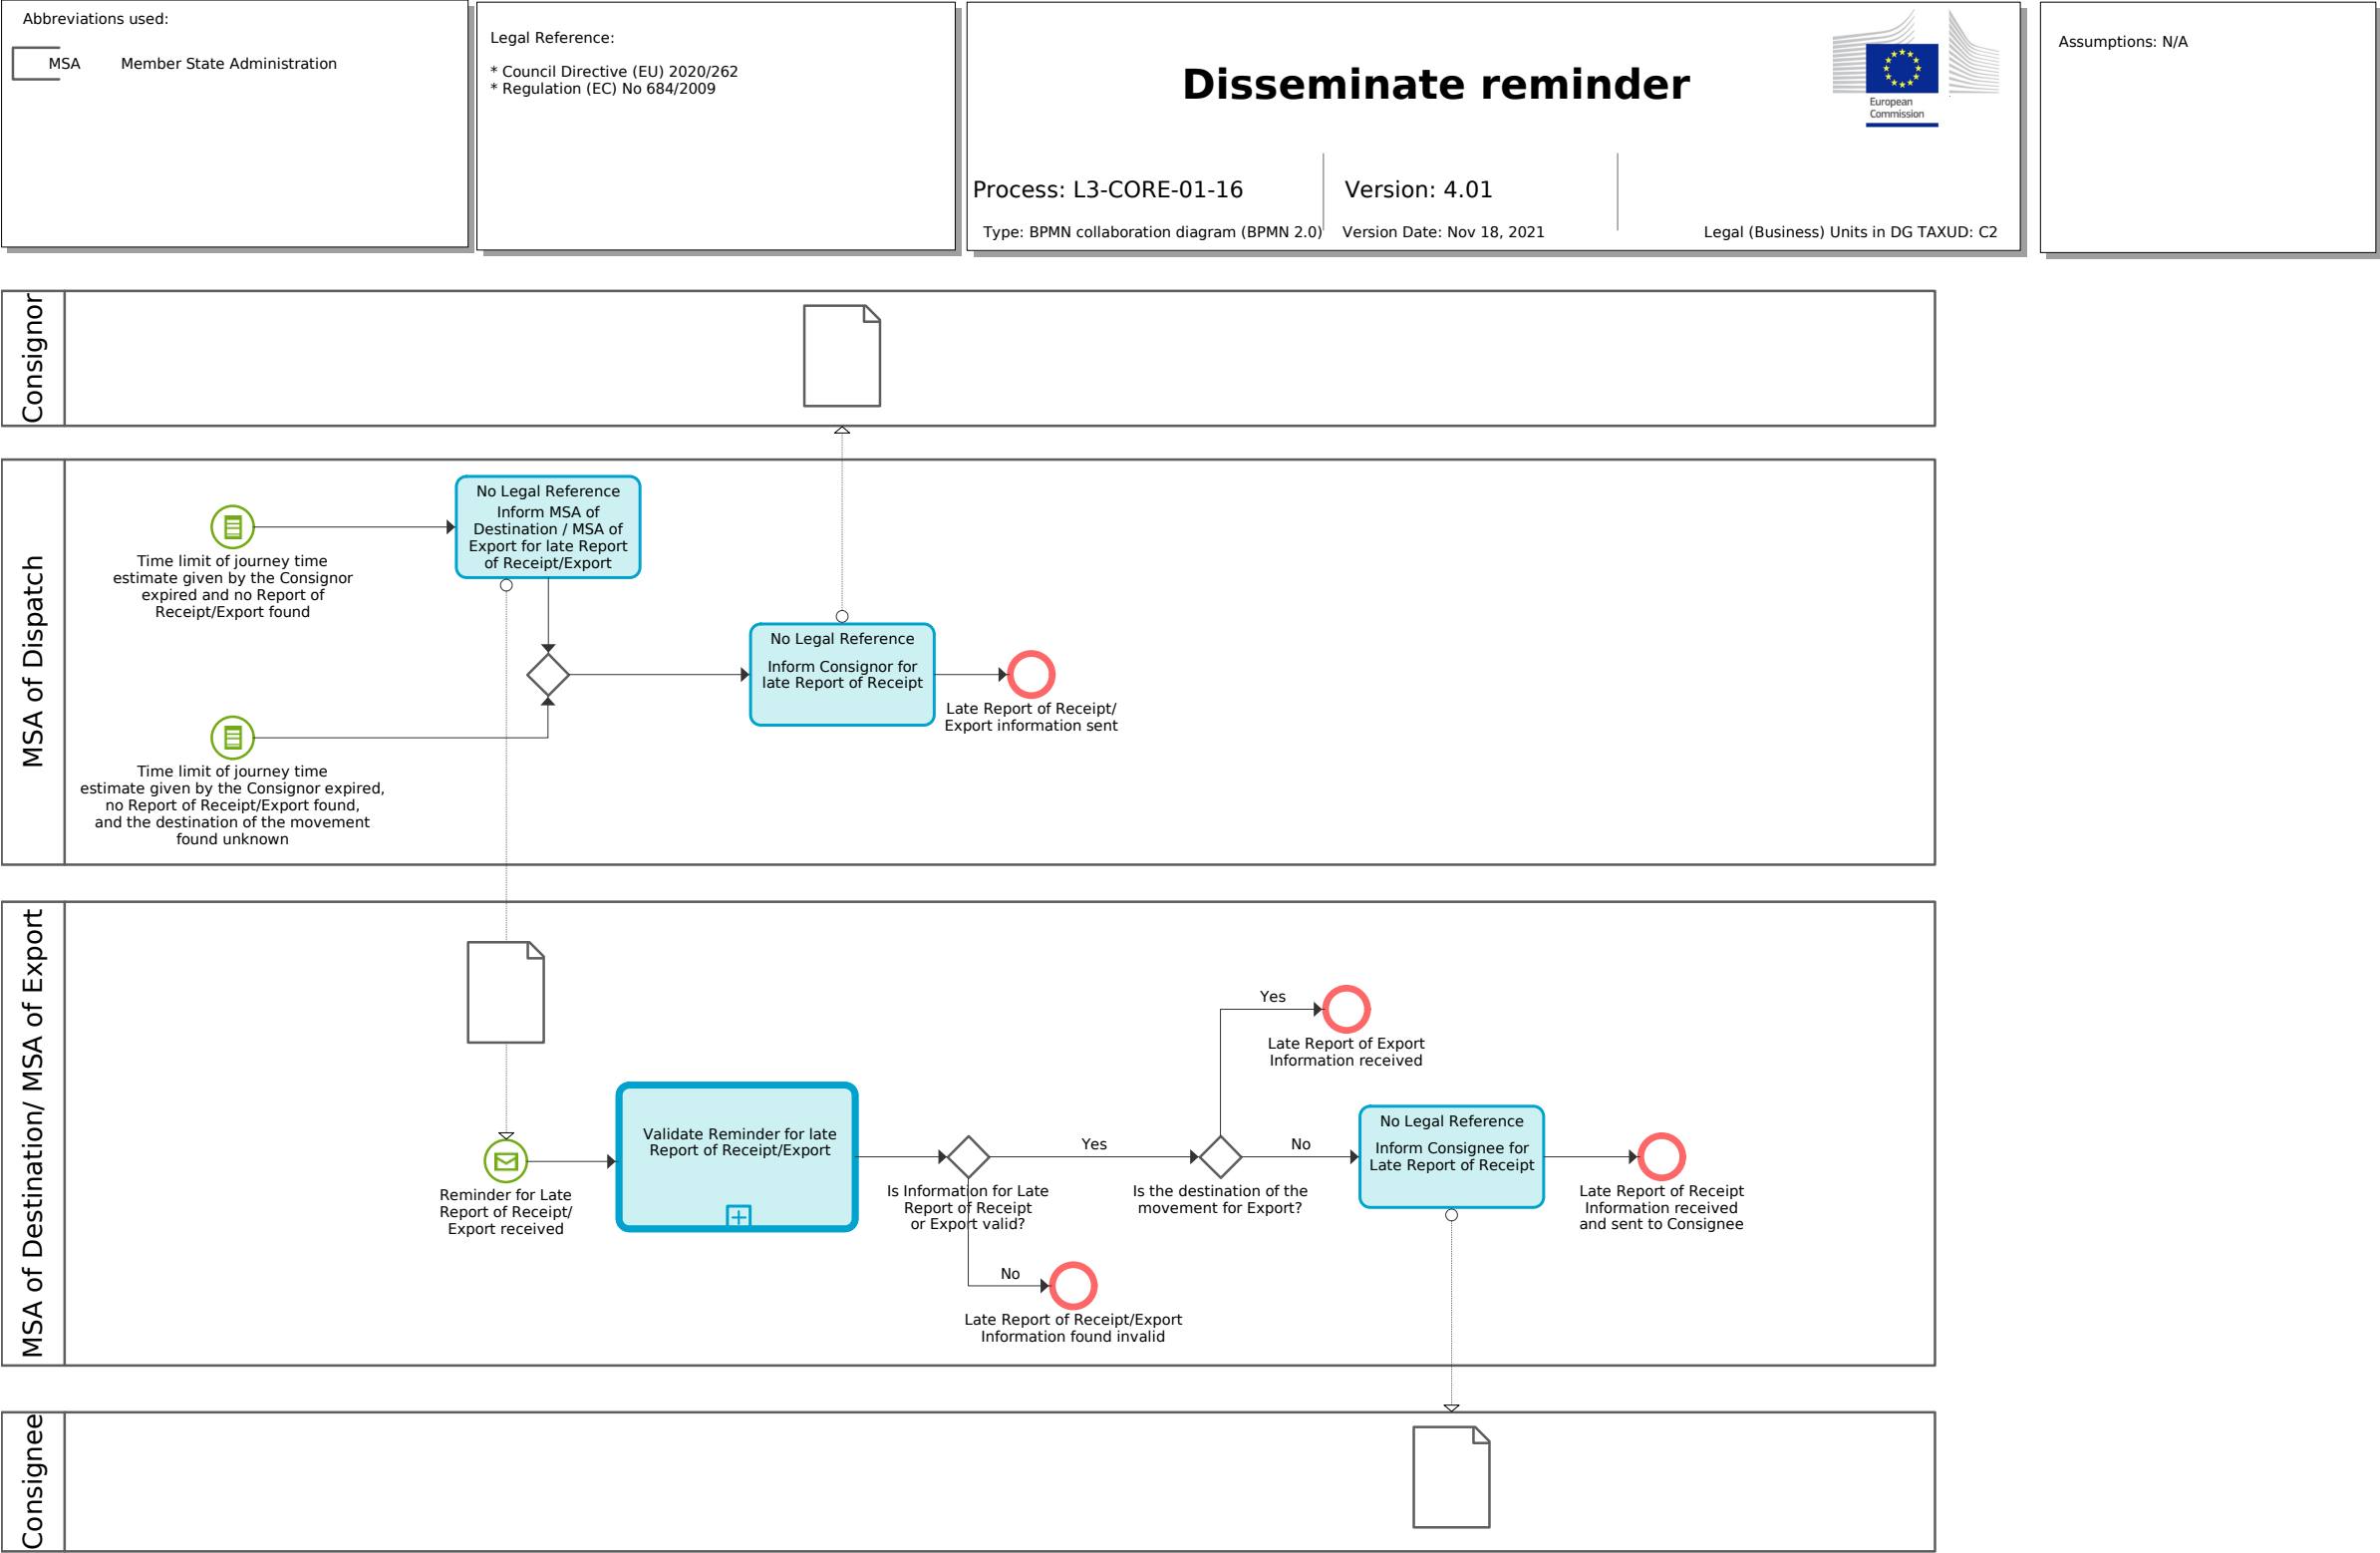 Abbreviations used:
MSA Member State Administration
Legal Reference:
* Council Directive (EU) 2020/262
* Regulation (EC) No 684/2009
Disseminate reminder
European
Commission
Process: L3-CORE-01-16
Version: 4.01
Type: BPMN collaboration diagram (BPMN 2.0)
Version Date: Nov 18, 2021
Legal (Business) Units in DG TAXUD: C2
Assumptions: N/A
Consignor
MSA of Dispatch
Time limit of journey time
estimate given by the Consignor
expired and no Report of
Receipt/Export found
No Legal Reference
Inform MSA of
Destination / MSA of
Export for late Report
of Receipt/Export
No Legal Reference
Inform Consignor for
late Report of Receipt
Late Report of Receipt/
Export information sent
Time limit of journey time
estimate given by the Consignor expired,
no Report of Receipt/Export found,
and the destination of the movement
found unknown
MSA of Destination/ MSA of Export
Reminder for Late
Report of Receipt/
Export received
Validate Reminder for late
Report of Receipt/Export
Is Information for Late
Report of Receipt
or Export valid?
Yes
No
Late Report of Receipt/Export
Information found invalid
Is the destination of the
movement for Export?
Yes
Late Report of Export
Information received
No
No Legal Reference
Inform Consignee for
Late Report of Receipt
Late Report of Receipt
Information received
and sent to Consignee
Consignee